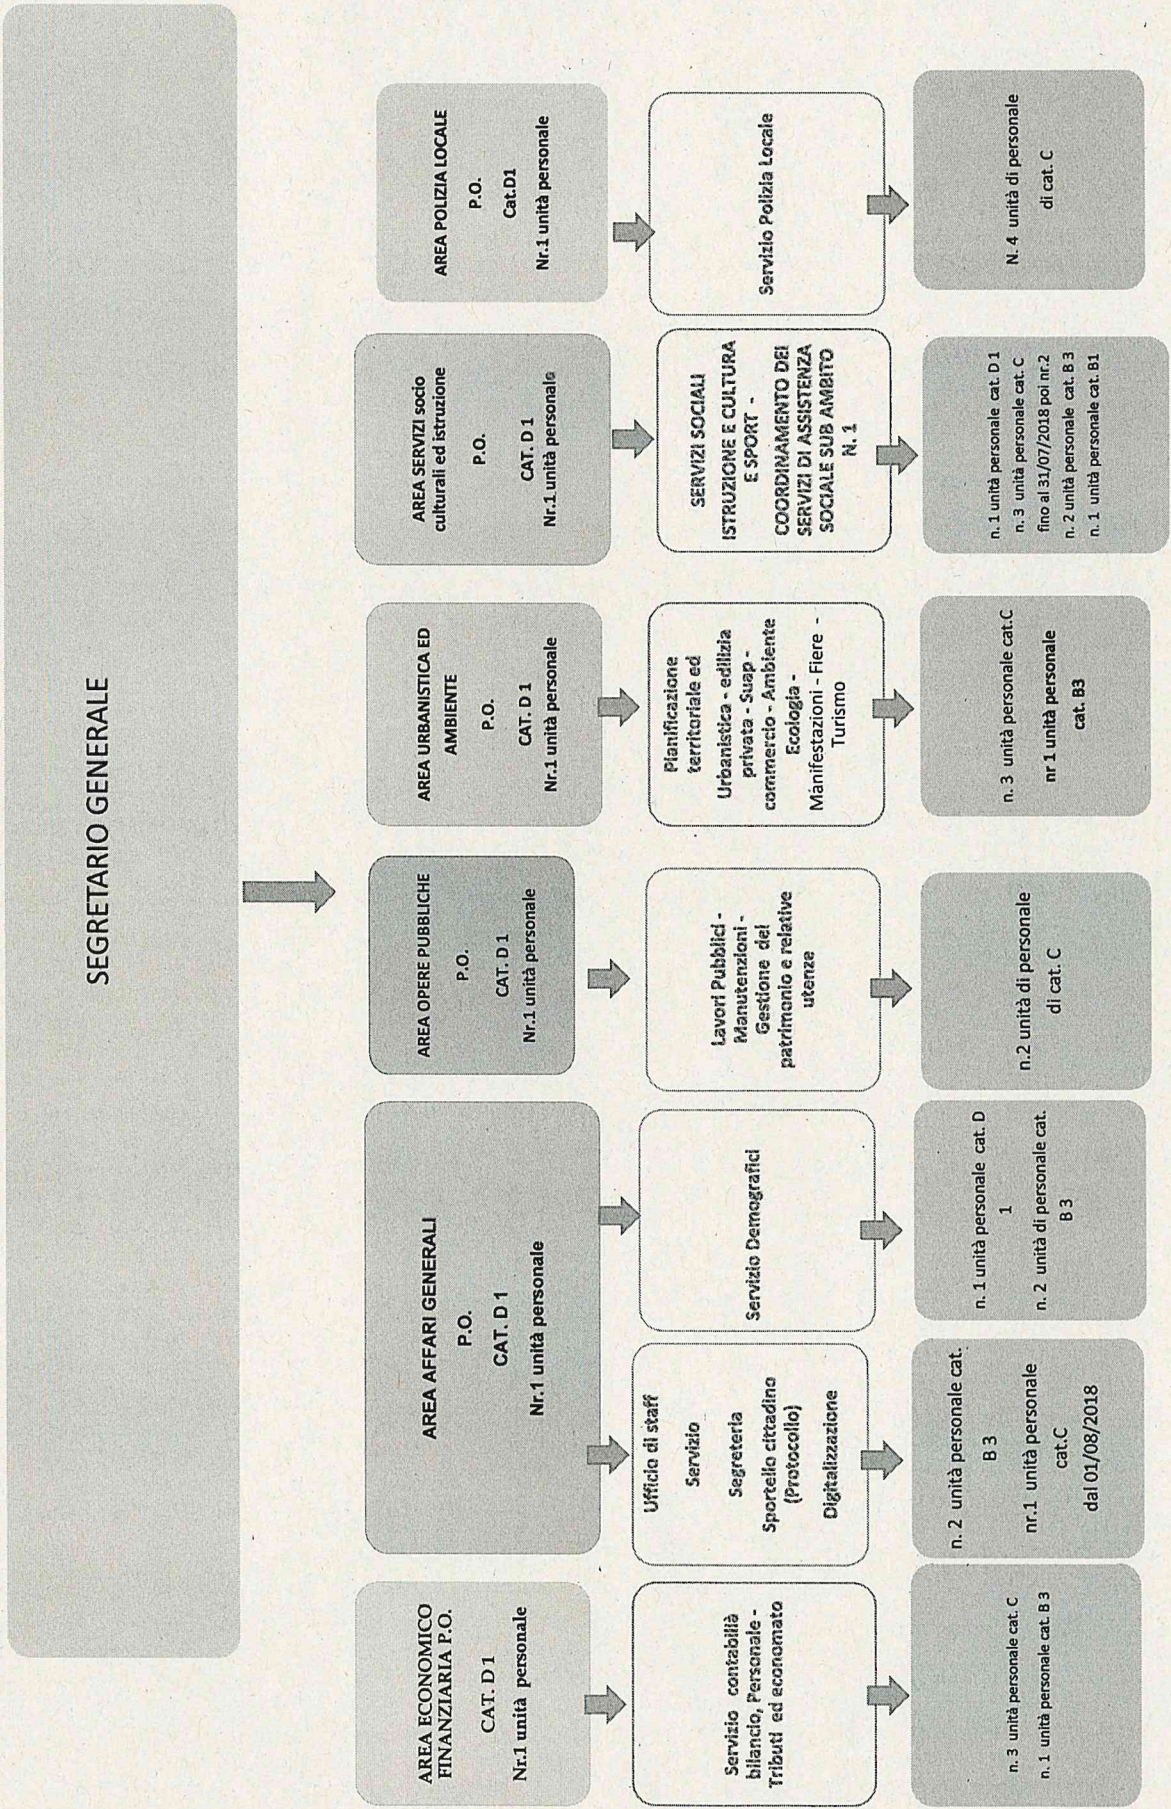 SEGRETARIO GENERALE
AREA ECONOMICO
FINANZIARIA P.O.
CAT. D1
Nr.1 unità personale
Servizio contabilità
bilancio, Personale -
Tributi ed economato
n. 3 unità personale cat. C
n. 1 unità personale cat. B 3
AREA AFFARI GENERALI
P.O.
CAT. D 1
Nr.1 unità personale
Ufficio di staff
Servizio
Segreteria
Sportello cittadino
(Protocollo)
Digitalizzazione
n. 2 unità personale cat.
B 3
nr.1 unità personale
cat.C
dal 01/08/2018
Servizio Demografici
n. 1 unità personale cat. D
1
n. 2 unità di personale cat.
B 3
AREA OPERE PUBBLICHE
P.O.
CAT. D 1
Nr.1 unità personale
Lavori Pubblici -
Manutenzioni -
Gestione del
patrimonio e relative
utenze
n.2 unità di personale
di cat. C
AREA URBANISTICA ED
AMBIENTE
P.O.
CAT. D 1
Nr.1 unità personale
Pianificazione
territoriale ed
Urbanistica - edilizia
privata - Suap -
commercio - Ambiente
Ecologia -
Manifestazioni - Fiere -
Turismo
n. 3 unità personale cat.C
nr 1 unità personale
cat. B3
AREA SERVIZI socio
culturali ed istruzione
P.O.
CAT. D 1
Nr.1 unità personale
SERVIZI SOCIALI
ISTRUZIONE E CULTURA
E SPORT -
COORDINAMENTO DEI
SERVIZI DI ASSISTENZA
SOCIALE SUB AMBITO
N. 1
n. 1 unità personale cat. D 1
n. 3 unità personale cat. C
fino al 31/07/2018 poi nr.2
n. 2 unità personale cat. B 3
n. 1 unità personale cat. B1
AREA POLIZIA LOCALE
P.O.
Cat.D1
Nr.1 unità personale
Servizio Polizia Locale
N. 4 unità di personale
di cat. C